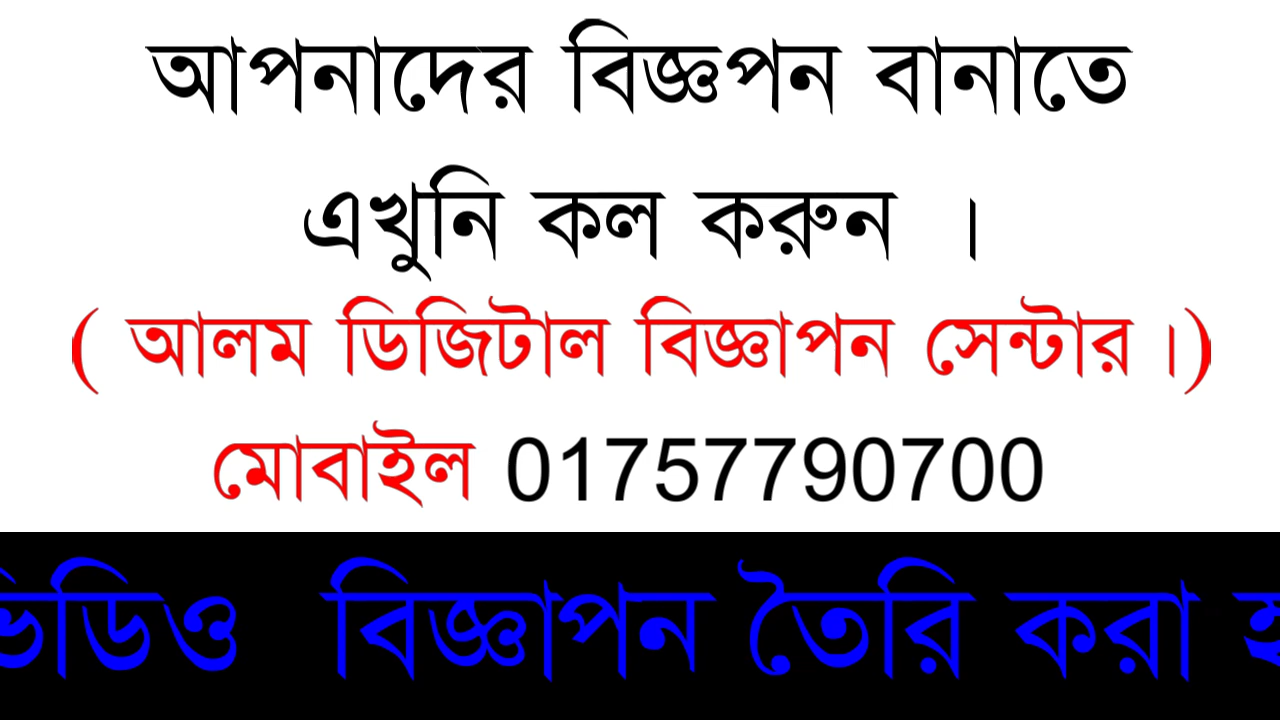 আপনাদের বিজ্ঞপন বানাতে
এখুনি কল করুন ।
( আলম ডিজিটাল বিজ্ঞাপন সেন্টার ।)
মোবাইল 01757790700
ভিডিও বিজ্ঞাপন তৈরি করা